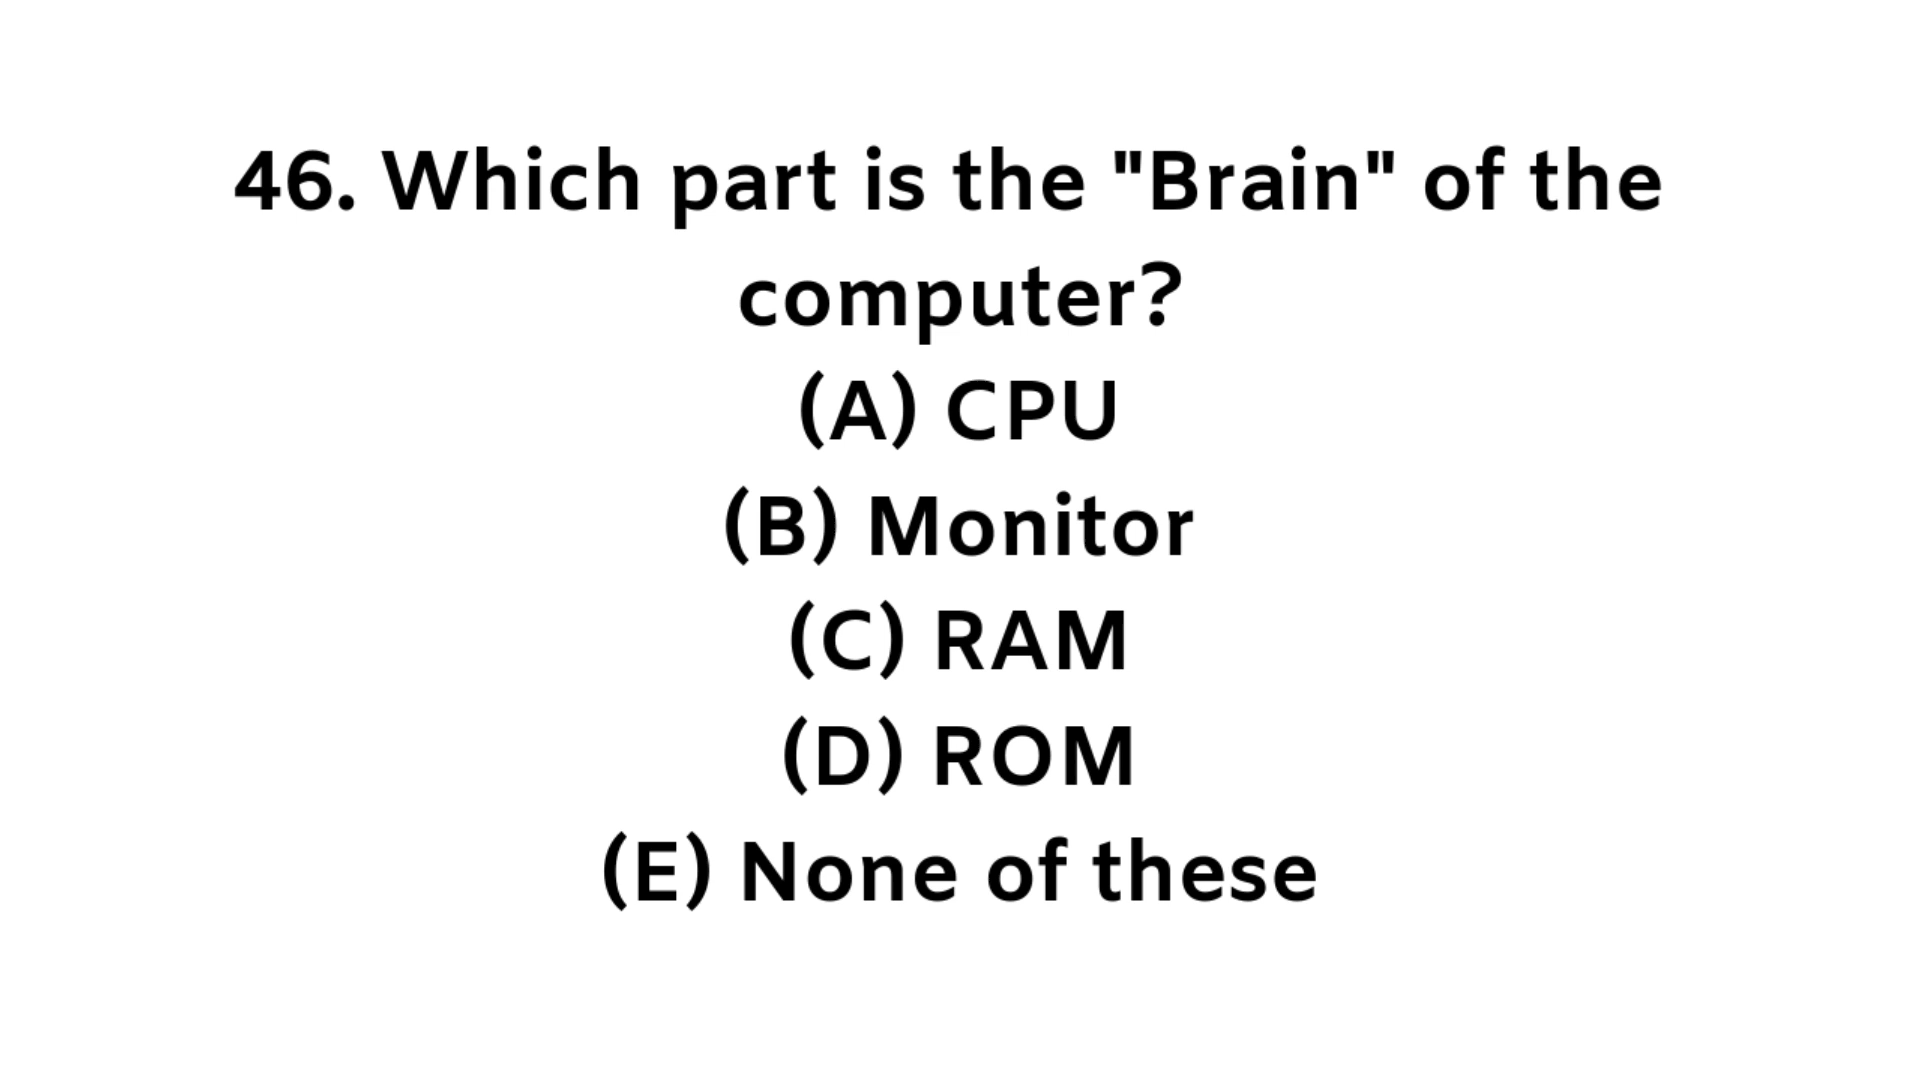 46. Which part is the "Brain" of the
computer?
(A) CPU
(B) Monitor
(C) RAM
(D) ROM
(E) None of these